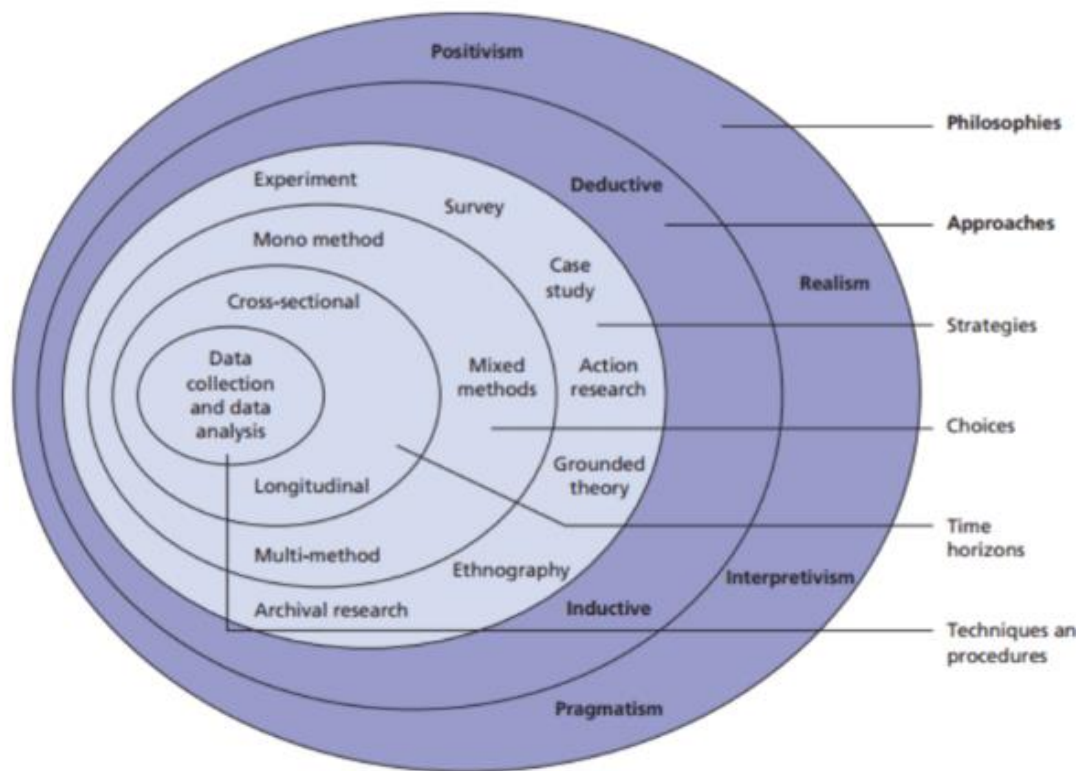 Positivism
Philosophies
Experiment
Deductive
Survey
Approaches
Mono method
Case
study
Realism
Cross-sectional
Strategies
Data
collection
and data
analysis
Mixed
methods
Action
research
Choices
Grounded
theory
Longitudinal
Time
horizons
Multi-method
Ethnography
Interpretivism
Archival research
Inductive
Techniques an
procedures
Pragmatism